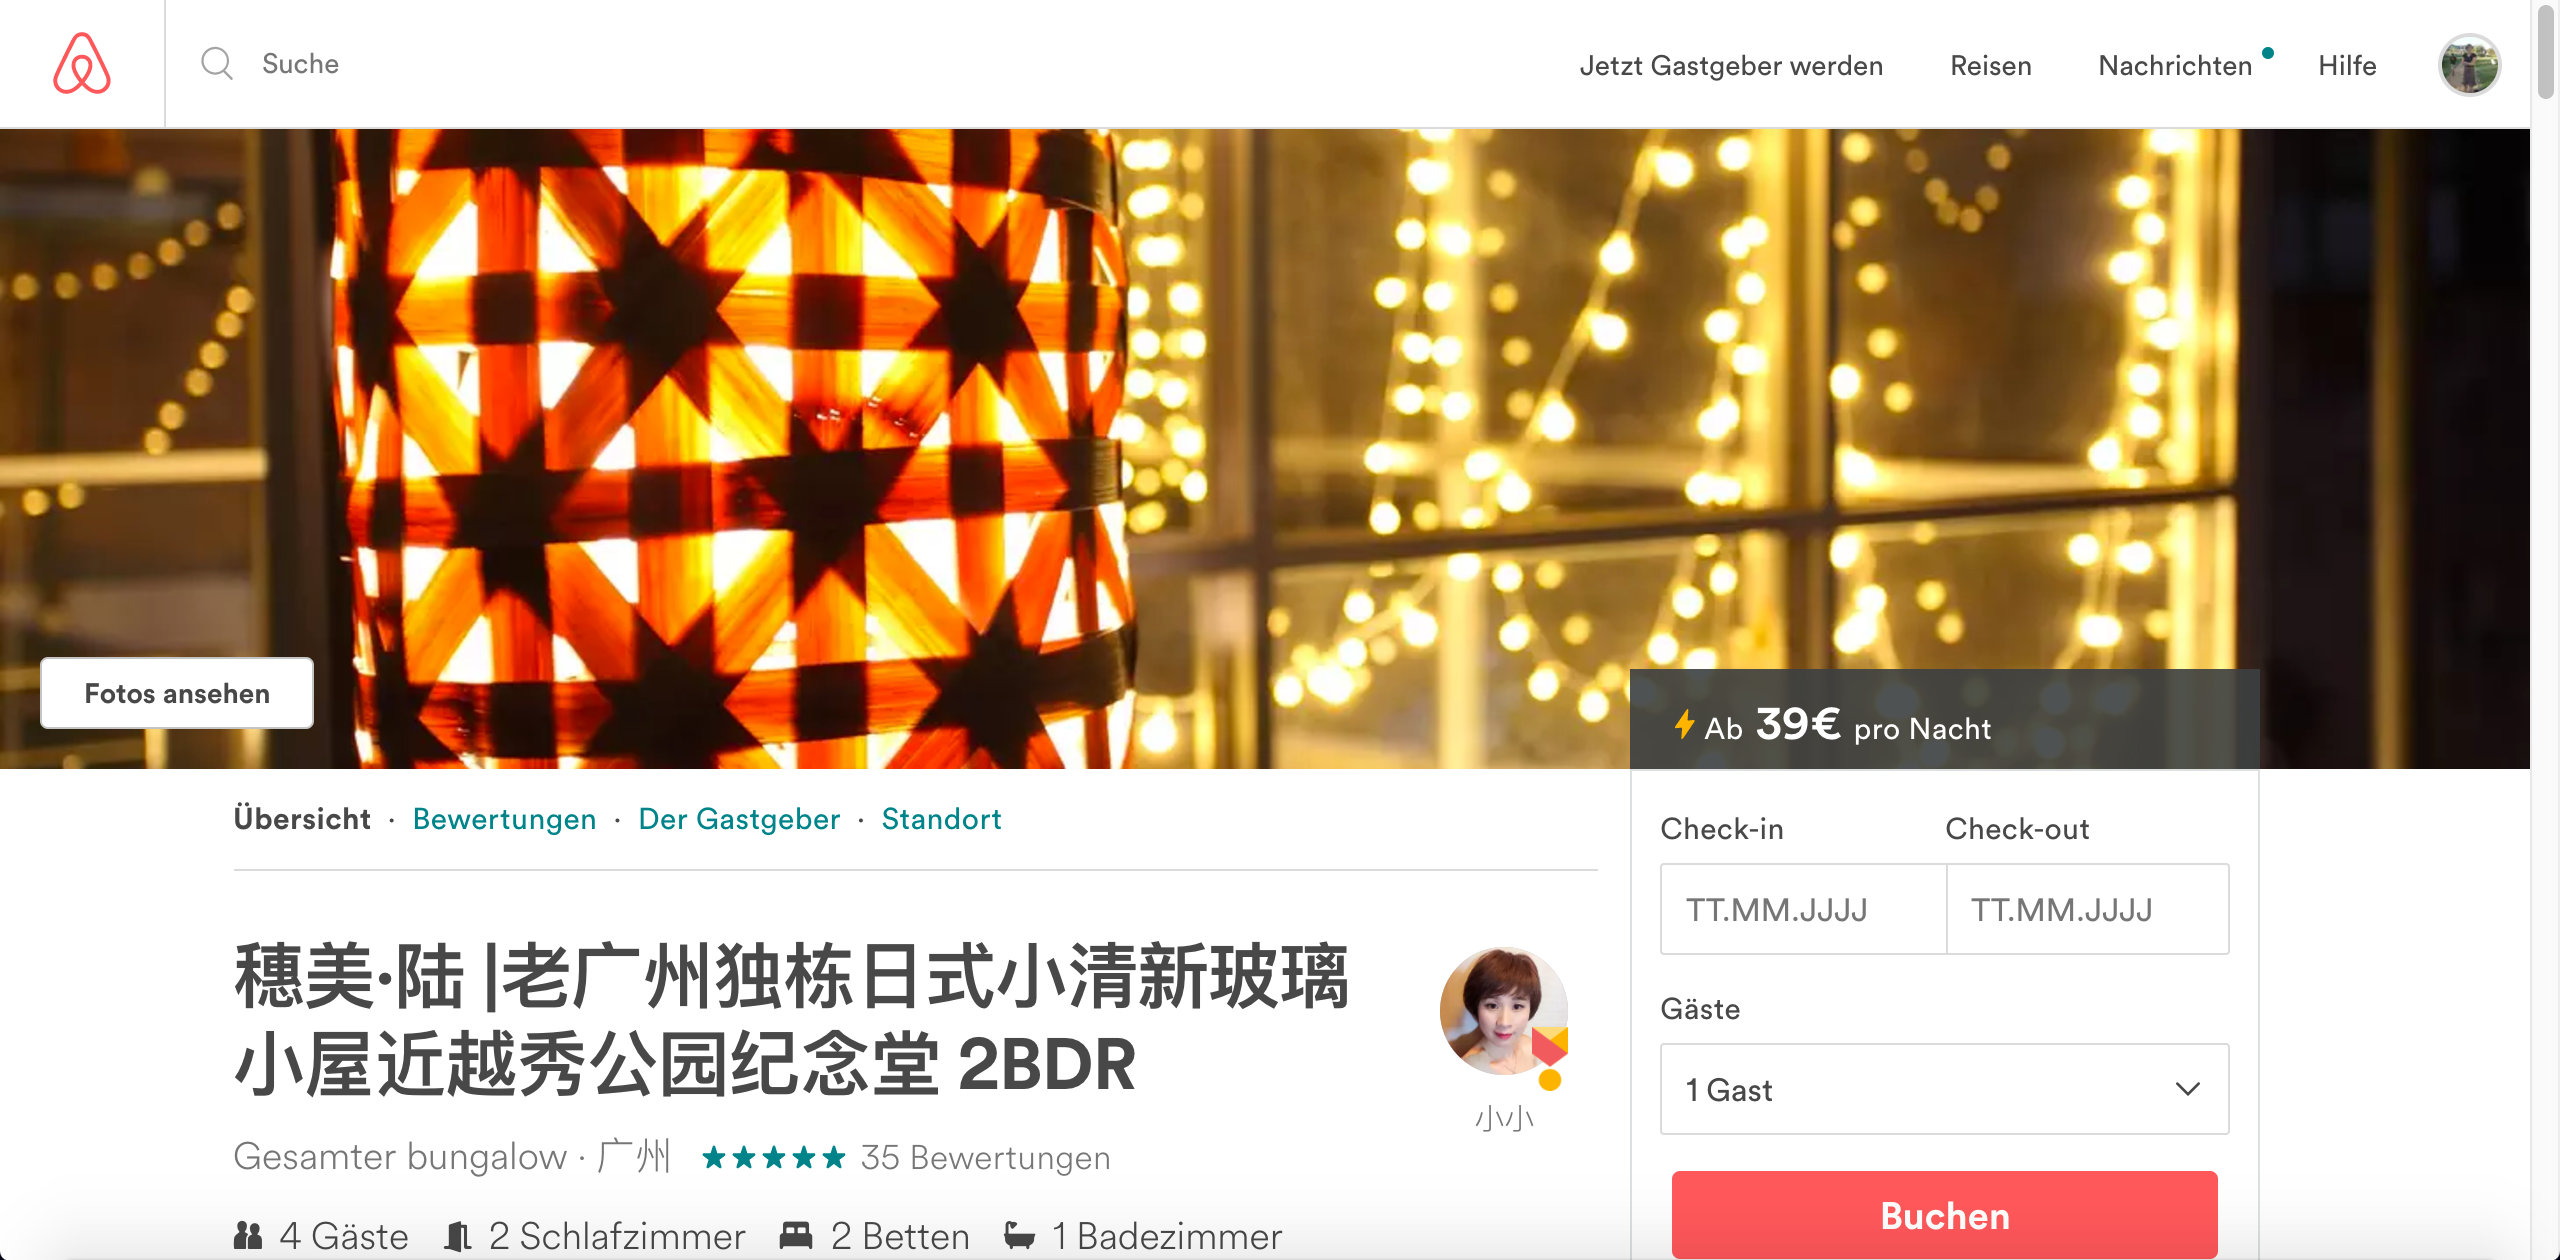 Suche
Jetzt Gastgeber werden
Reisen
Nachrichten
Hilfe
Fotos ansehen
Ab 39€ pro Nacht
Übersicht · Bewertungen · Der Gastgeber · Standort
Check-in
Check-out
TT.MM.JJJJ
TT.MM.JJJJ
穗美·陆 |老广州独栋日式小清新玻璃
小屋近越秀公园纪念堂 2BDR
小小
Gäste
1 Gast
Gesamter bungalow · 广州
35 Bewertungen
4 Gäste
2 Schlafzimmer
2 Betten
1 Badezimmer
Buchen